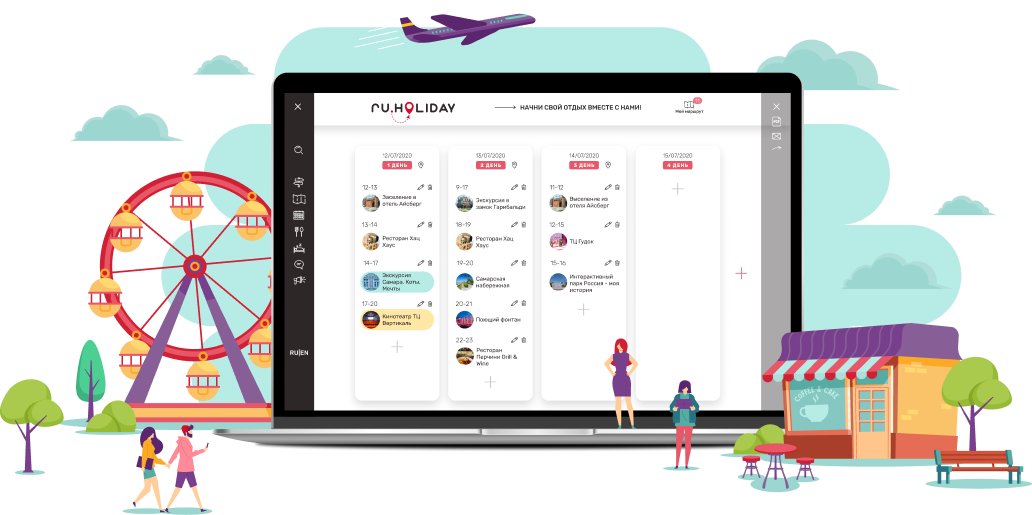 ru.HOLIDAY
НАЧНИ СВОЙ ОТДЫХ ВМЕСТЕ С НАМИ!
Мой маршрут
12/07/2020
1 ДЕНЬ
12-13
Заселение в
отель Айсберг
13-14
Ресторан Хац
Хаус
14-17
Экскурсия
Самара. Коты.
Мечты
17-20
Кинотеатр ТЦ
Вертикаль
13/07/2020
2 ДЕНЬ
9-17
Экскурсия в
замок Гарибальди
18-19
Ресторан Хац
Хаус
19-20
Самарская
набережная
20-21
Поющий фонтан
22-23
Ресторан
Перчини Drill &
Wine
14/07/2020
3 ДЕНЬ
11-12
Выселение из
отеля Айсберг
12-15
ТЦ Гудок
15-16
Интерактивный
парк Россия - моя
история
15/07/2020
4 ДЕНЬ
RU|EN
COFFEE & CAKE